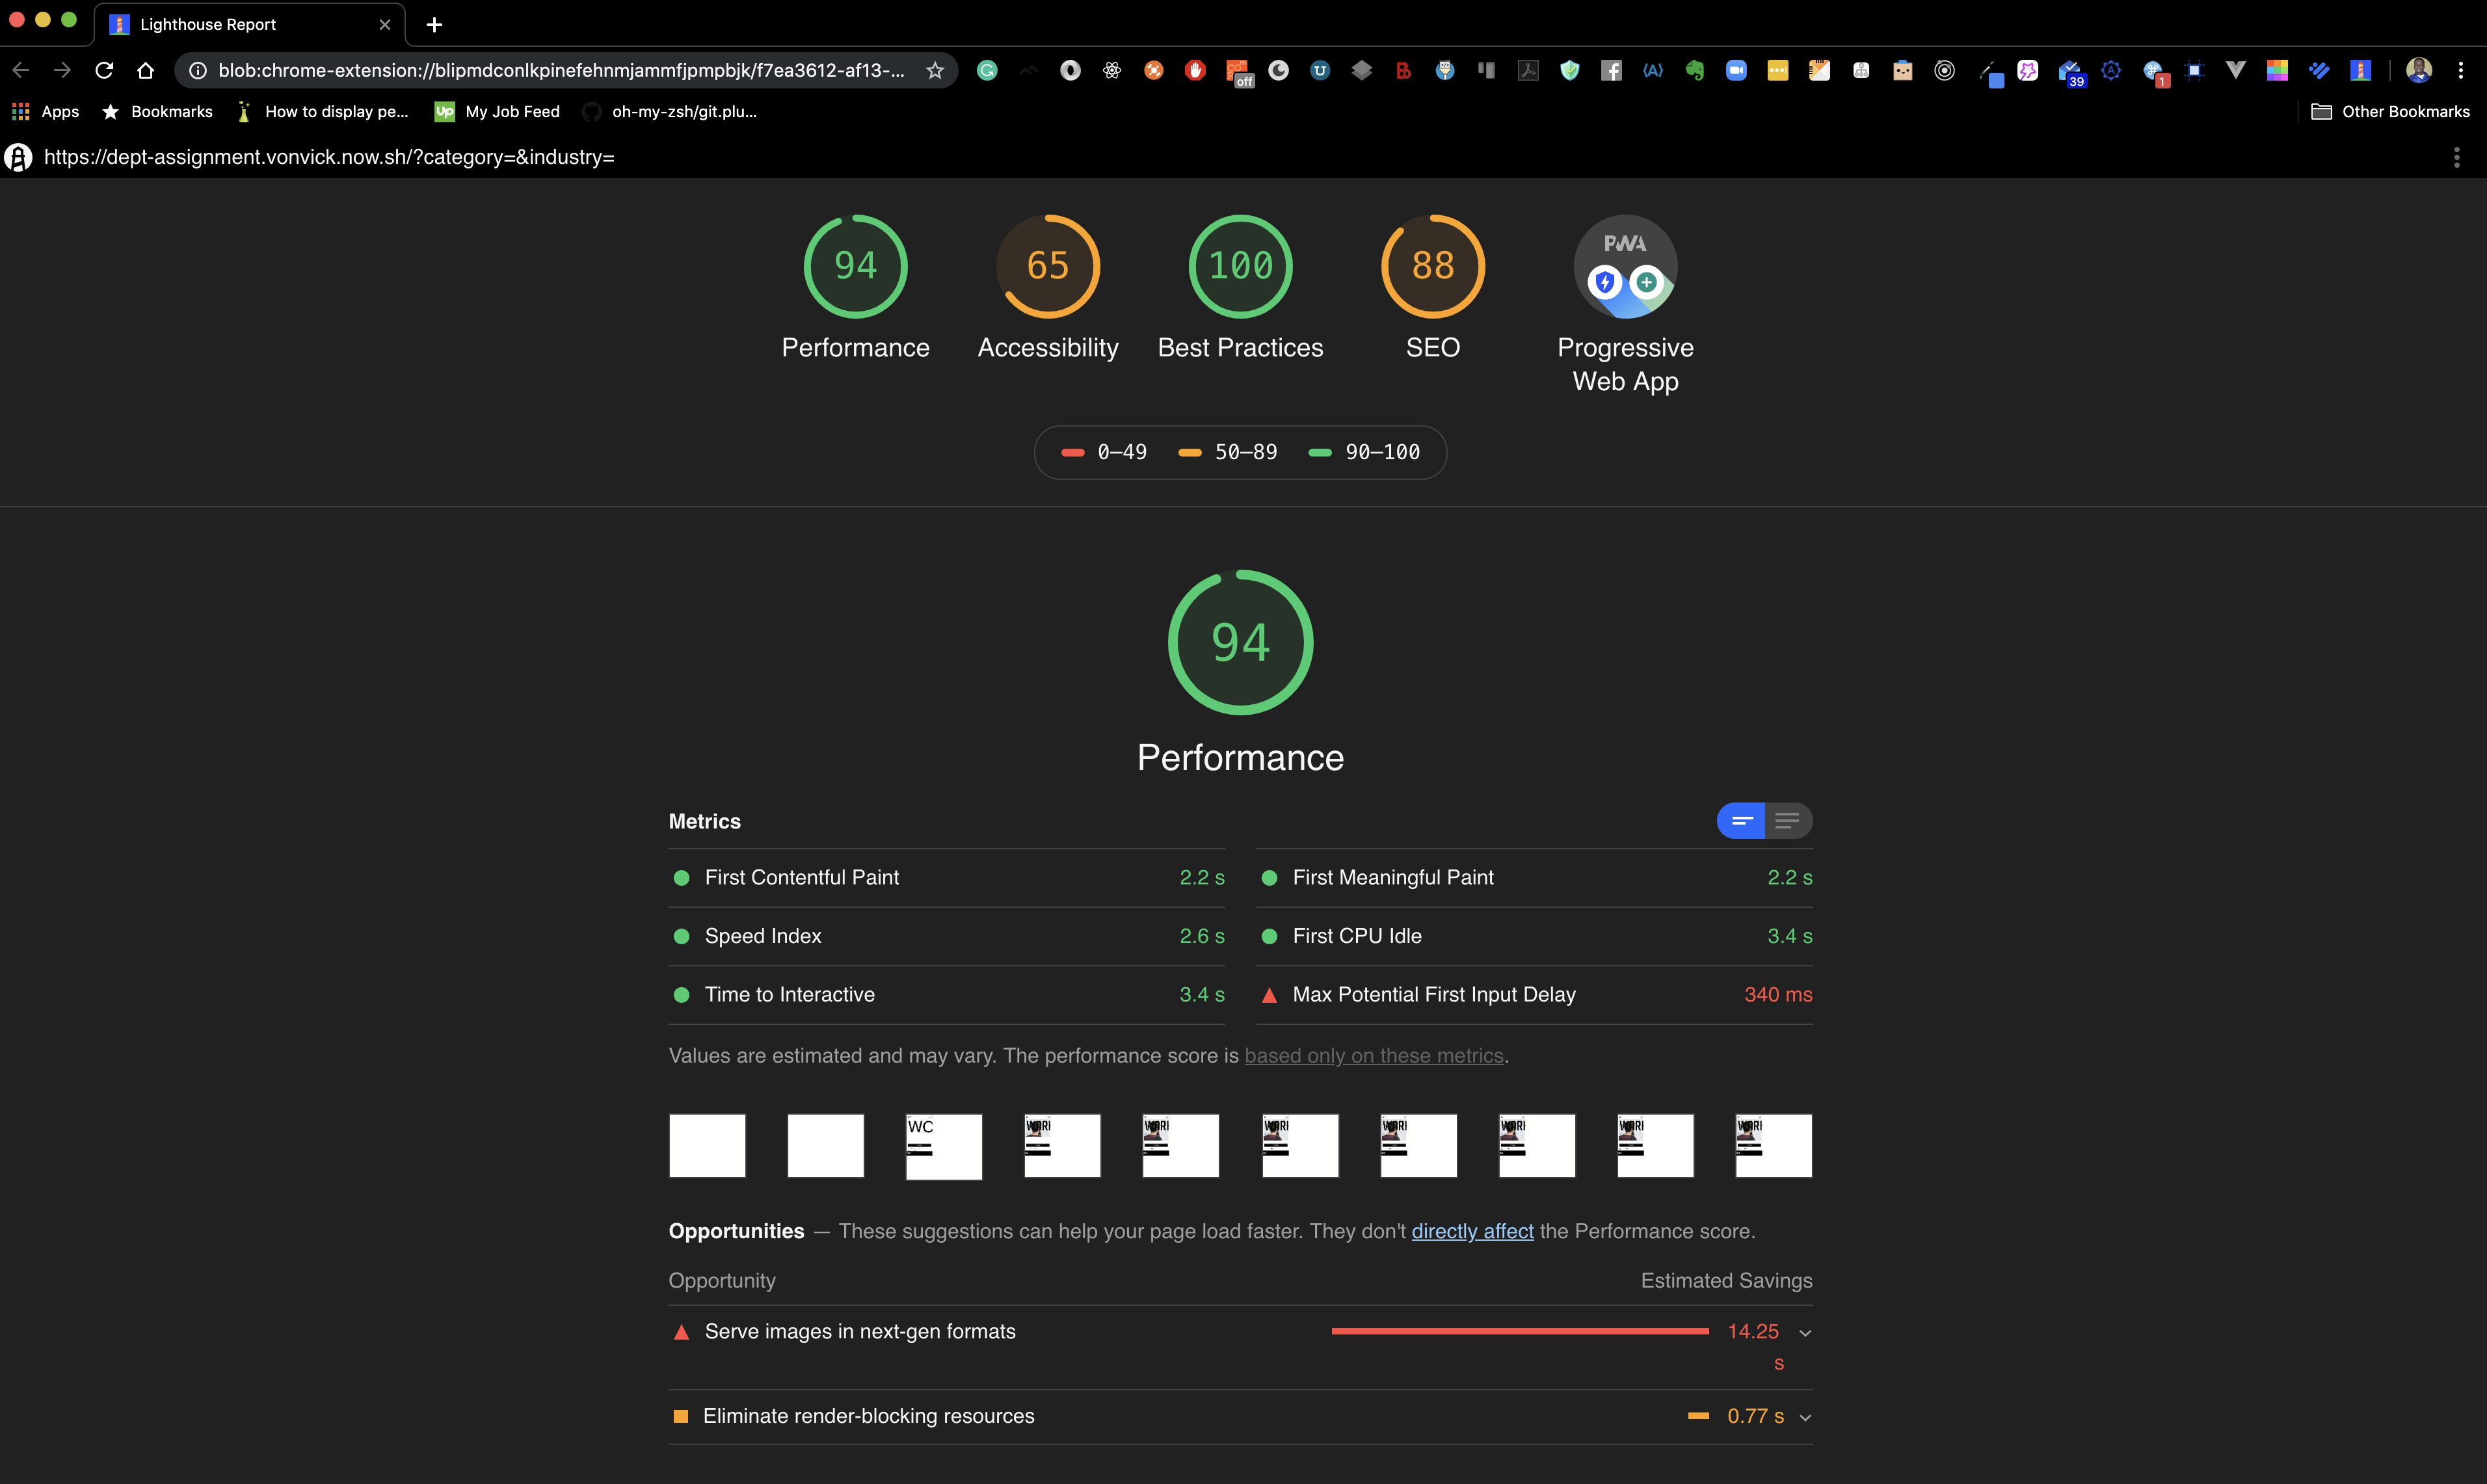 Lighthouse Report
blob:chrome-extension://blipmdconlkpinefehnmjammfjpmpbjk/f7ea3612-af13-...
off
39
1
Apps
Bookmarks
How to display pe...
Up
My Job Feed
oh-my-zsh/git.plu...
Other Bookmarks
https://dept-assignment.vonvick.now.sh/?category=&industry=
94
65
100
88
PWA
Performance
Accessibility
Best Practices
SEO
Progressive
Web App
0–49
50–89
90–100
94
Performance
Metrics
First Contentful Paint 2.2 s
First Meaningful Paint 2.2 s
Speed Index 2.6 s
First CPU Idle 3.4 s
Time to Interactive 3.4 s
Max Potential First Input Delay 340 ms
Values are estimated and may vary. The performance score is based only on these metrics.
WC
Opportunities — These suggestions can help your page load faster. They don't directly affect the Performance score.
Opportunity Estimated Savings
Serve images in next-gen formats 14.25
s
Eliminate render-blocking resources 0.77 s